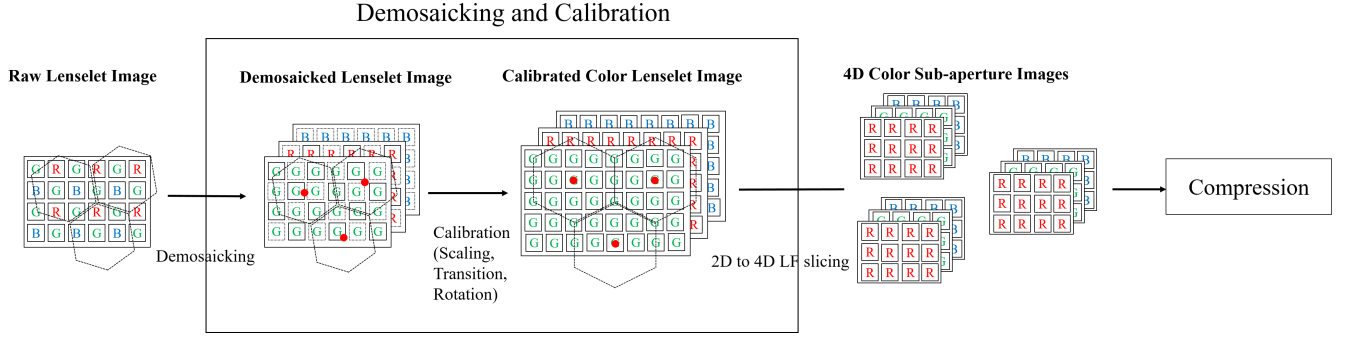 Demosaicking and Calibration
Raw Lenselet Image
Demosaicked Lenselet Image
Calibrated Color Lenselet Image
4D Color Sub-aperture Images
G R G R G R
B G B G B G
G R G R G R
B G B G B G
Demosaicking
B B B B B B
R R R R R R
G G G G G G
G G G G G G
G G G G G G
G G G G G G
Calibration
(Scaling,
Transition,
Rotation)
B B B B B B B B
R R R R R R R R
G G G G G G G G
G G G G G G G G
G G G G G G G G
G G G G G G G G
G G G G G G G G
2D to 4D LF slicing
B B B B
G G G G
R R R R
R R R R
R R R R
B B B B
G G G G
R R R R
R R R R
R R R R
B B B B
G G G G
R R R R
R R R R
R R R R
Compression